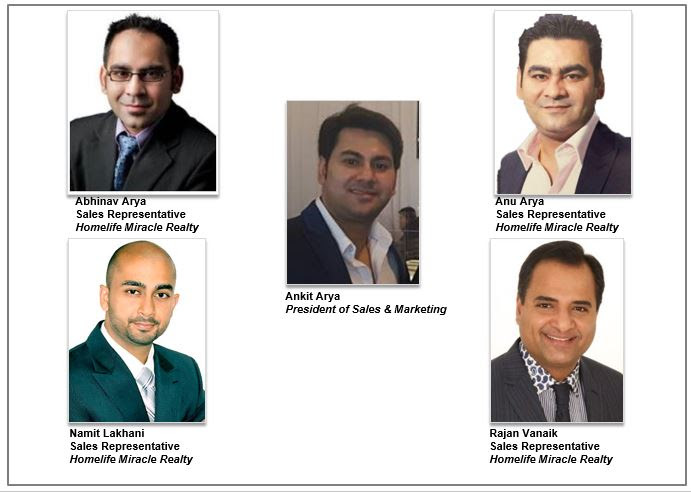 Abhinav Arya
Sales Representative
Homelife Miracle Realty
Anu Arya
Sales Representative
Homelife Miracle Realty
Ankit Arya
President of Sales & Marketing
Namit Lakhani
Sales Representative
Homelife Miracle Realty
Rajan Vanaik
Sales Representative
Homelife Miracle Realty